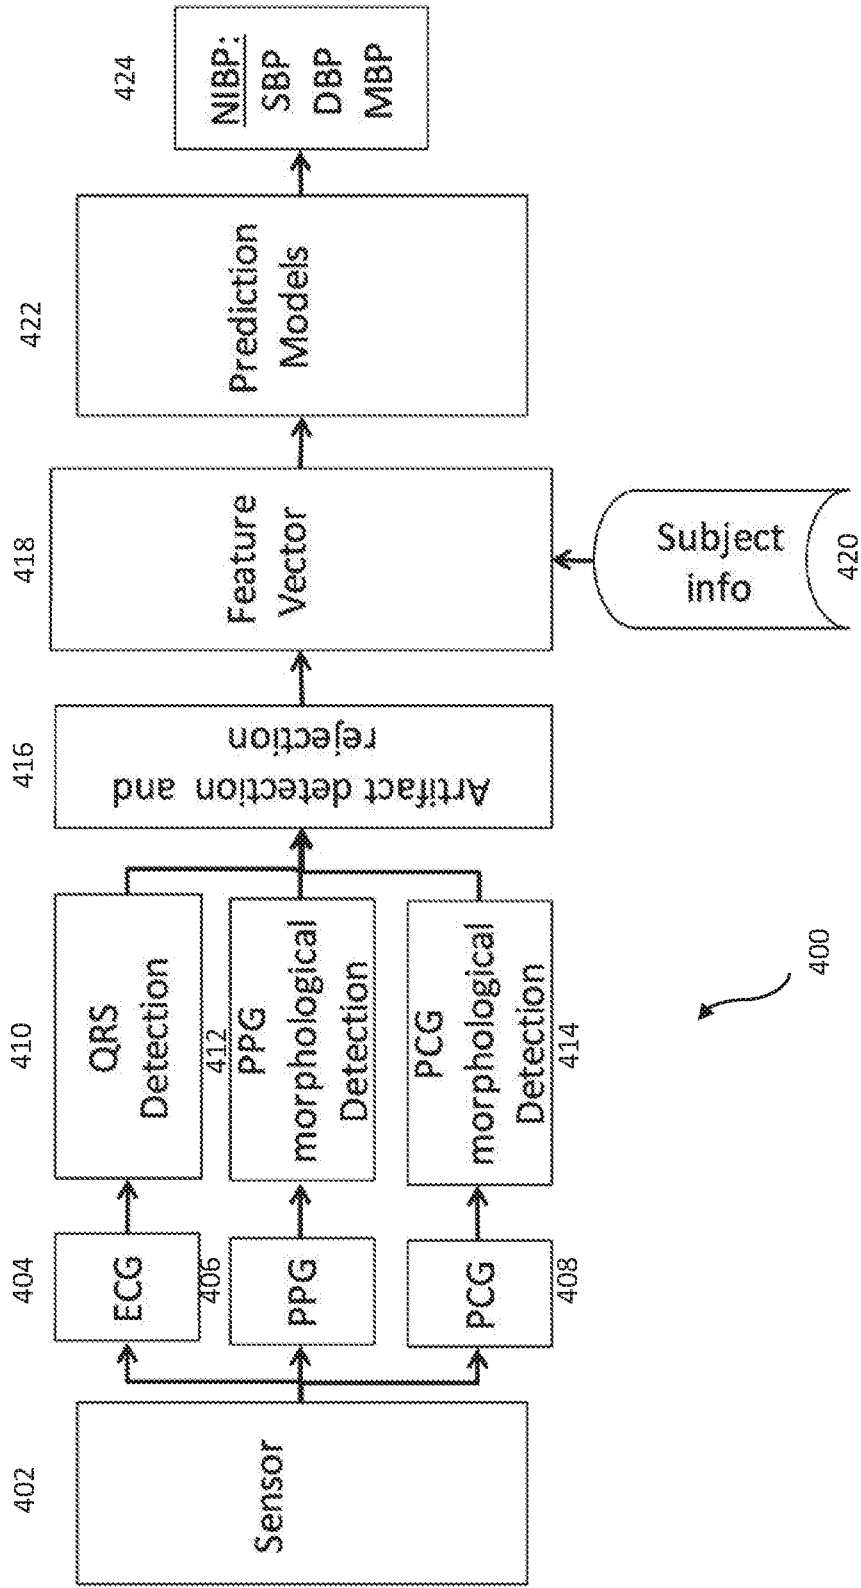 402
Sensor
404
ECG
406
PPG
PCG
408
410
QRS
Detection
412
PPG
morphological
Detection
PCG
morphological
Detection
414
416
Artifact detection and
rejection
418
Feature
Vector
Subject
info
420
422
Prediction
Models
424
NIBP:
SBP
DBP
MBP
400